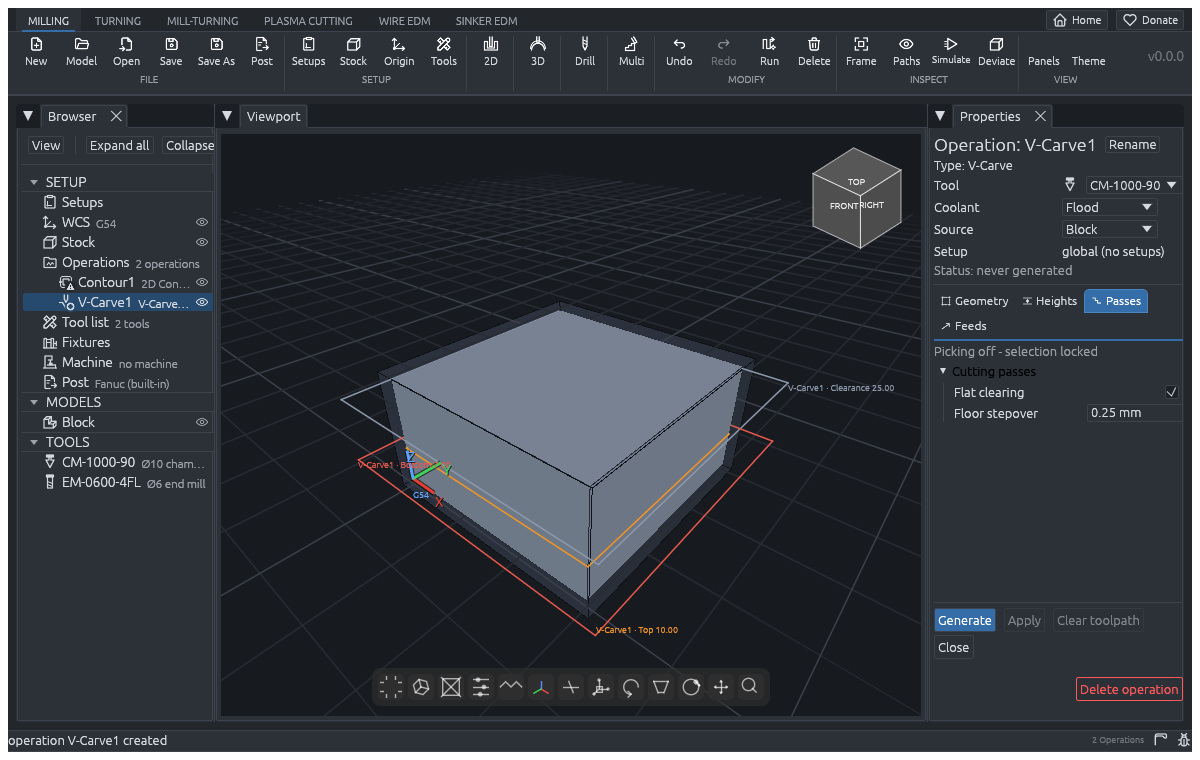 MILLING TURNING MILL-TURNING PLASMA CUTTING WIRE EDM SINKER EDM Home Donate
New Model Open Save Save As Post Setups Stock Origin Tools 2D 3D Drill Multi Undo Redo Run Delete Frame Paths Simulate Deviate Panels Theme v0.0.0
FILE SETUP MODIFY INSPECT VIEW
Browser
View Expand all Collapse
SETUP
Setups
WCS G54
Stock
Operations 2 operations
Contour1 2D Con...
V-Carve1 V-Carve...
Tool list 2 tools
Fixtures
Machine no machine
Post Fanuc (built-in)
MODELS
Block
TOOLS
CM-1000-90 Ø10 cham...
EM-0600-4FL Ø6 end mill
Viewport
TOP
FRONT RIGHT
V-Carve1 · Clearance 25.00
V-Carve1 ·
Z
Y
G54
X
V-Carve1 · Top 10.00
Properties
Operation: V-Carve1 Rename
Type: V-Carve
Tool CM-1000-90
Coolant Flood
Source Block
Setup global (no setups)
Status: never generated
Geometry Heights Passes
Feeds
Picking off - selection locked
Cutting passes
Flat clearing
Floor stepover 0.25 mm
Generate Apply Clear toolpath
Close
Delete operation
operation V-Carve1 created 2 Operations